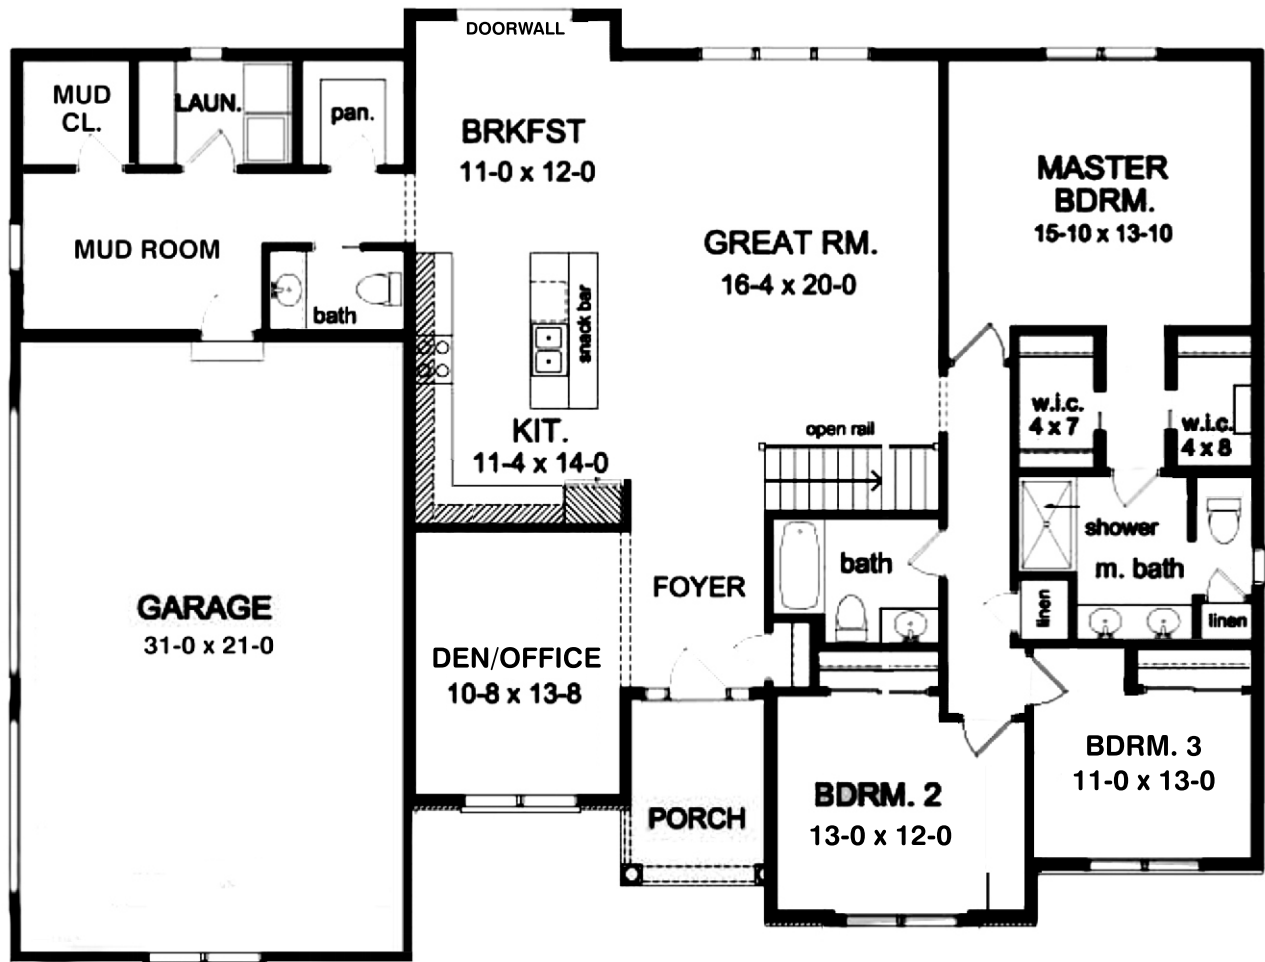 DOORWALL
MUD
CL.
LAUN.
pan.
BRKFST
11-0 x 12-0
MASTER
BDRM.
15-10 x 13-10
MUD ROOM
GREAT RM.
16-4 x 20-0
bath
snack bar
KIT.
11-4 x 14-0
open rail
w.i.c.
4 x 7
w.i.c.
4 x 8
shower
m. bath
bath
FOYER
linen
linen
GARAGE
31-0 x 21-0
DEN/OFFICE
10-8 x 13-8
BDRM. 3
11-0 x 13-0
BDRM. 2
13-0 x 12-0
PORCH